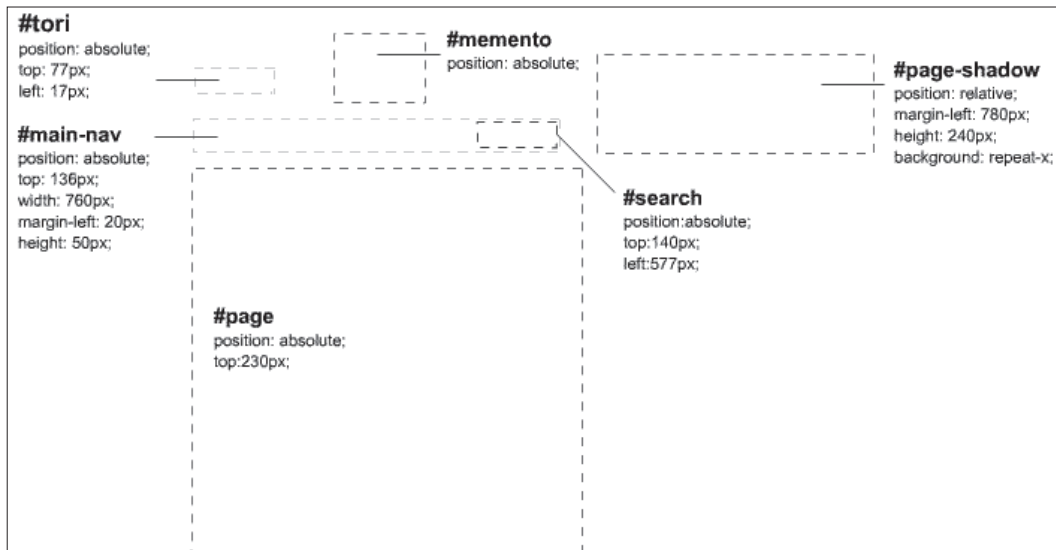 #tori
position: absolute;
top: 77px;
left: 17px;
#memento
position: absolute;
#page-shadow
position: relative;
margin-left: 780px;
height: 240px;
background: repeat-x;
#main-nav
position: absolute;
top: 136px;
width: 760px;
margin-left: 20px;
height: 50px;
#search
position:absolute;
top:140px;
left:577px;
#page
position: absolute;
top:230px;